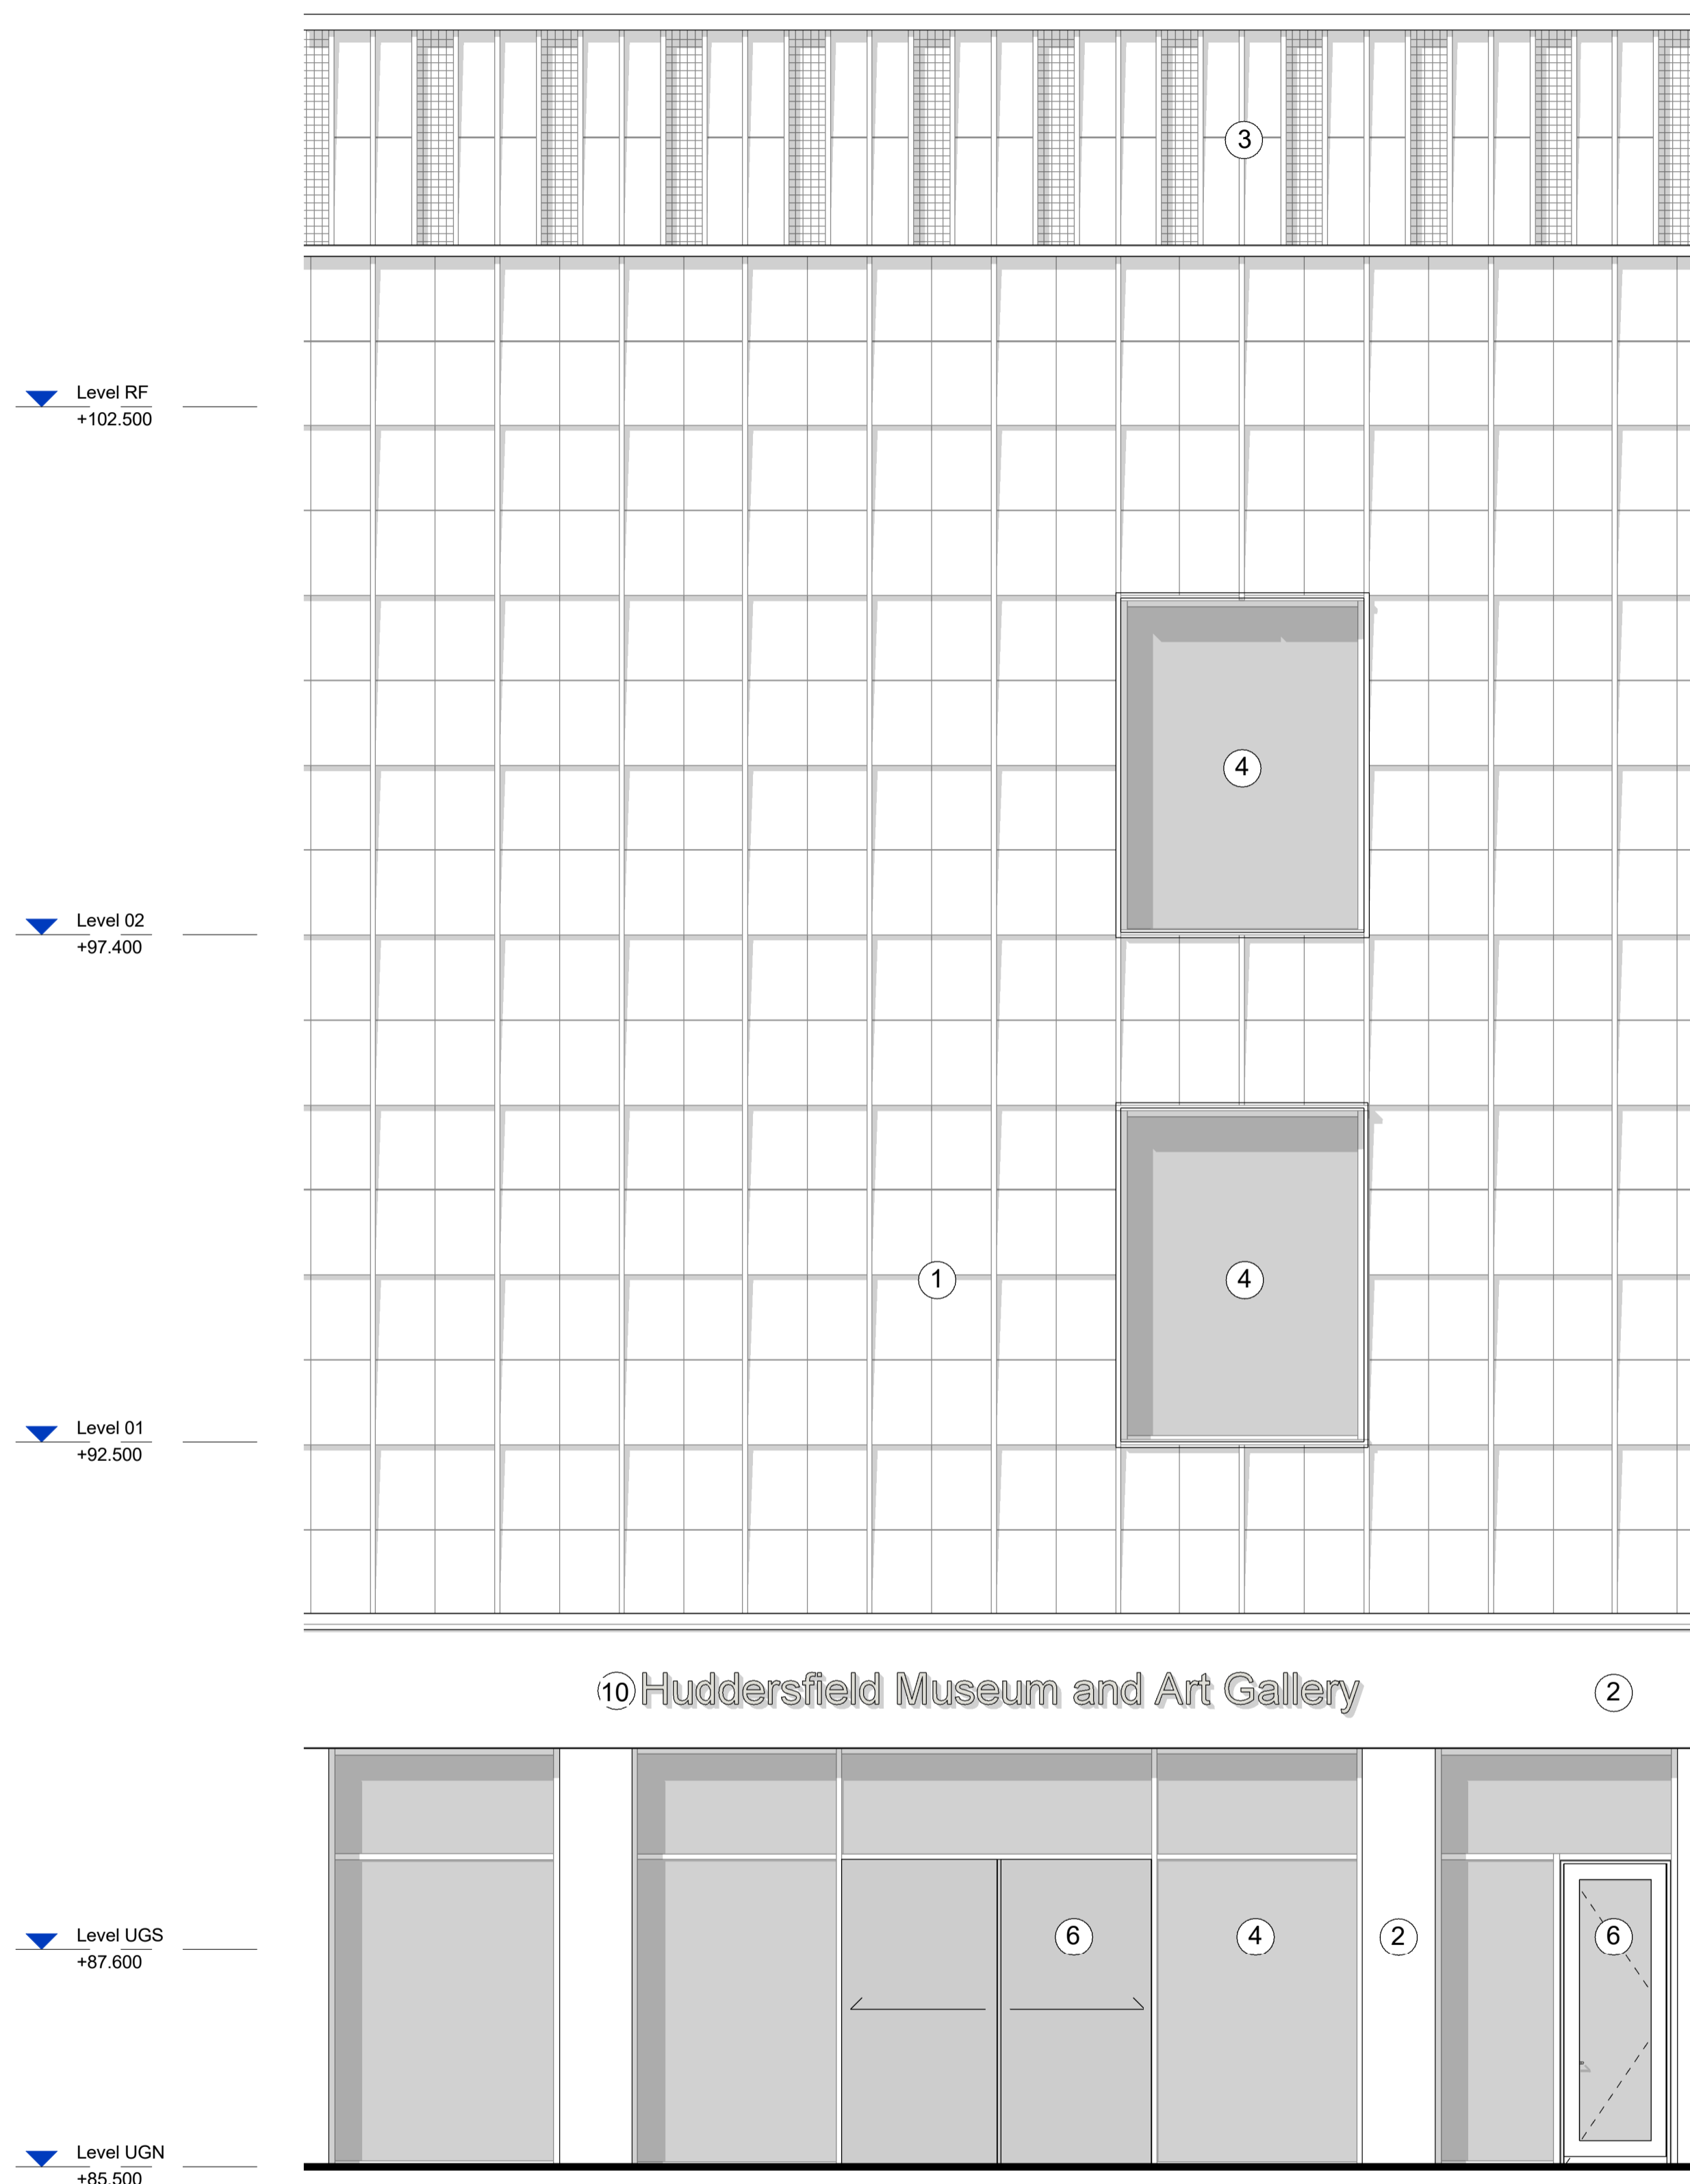 3
Level RF
+102.500
4
Level 02
+97.400
1
4
Level 01
+92.500
10 Huddersfield Museum and Art Gallery
2
Level UGS
+87.600
6
4
2
6
Level UGN
+85.500